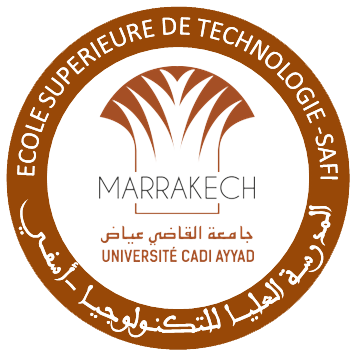 ECOLE SUPERIEURE DE TECHNOLOGIE-SAFI
MARRAKECH
جامعة القاضي عياض
UNIVERSITÉ CADI AYYAD
المدرسة العليا للتكنولوجيا-أسفي